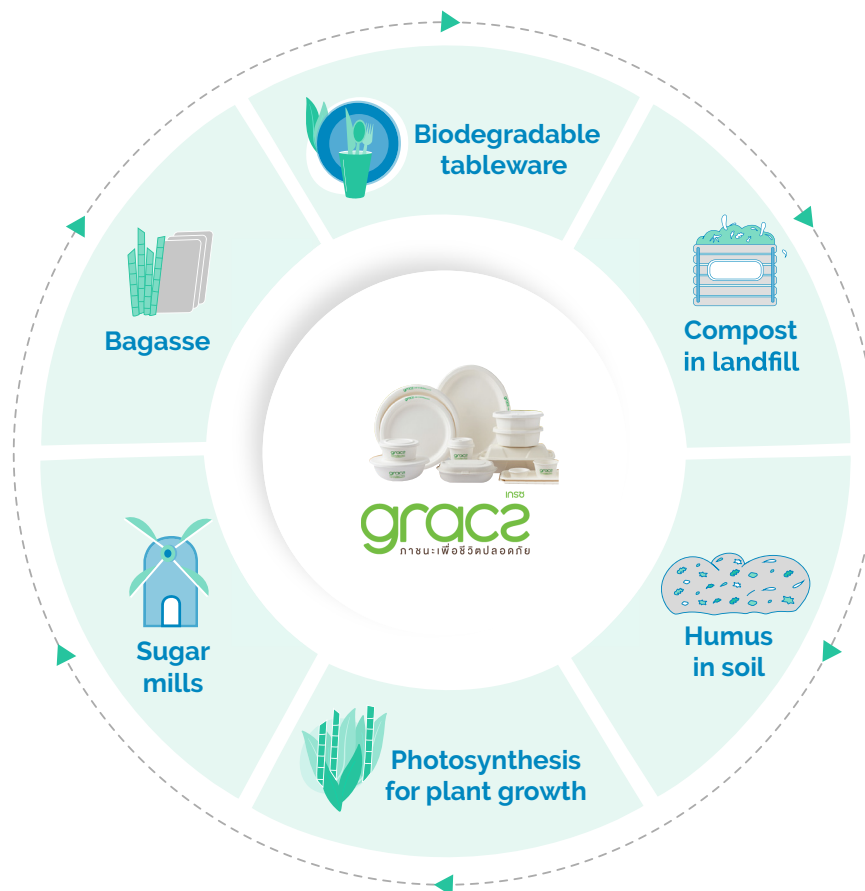 Biodegradable
tableware
Compost
in landfill
Humus
in soil
Photosynthesis
for plant growth
Sugar
mills
Bagasse
เกรซ
gracz
ภาชนะเพื่อชีวิตปลอดภัย